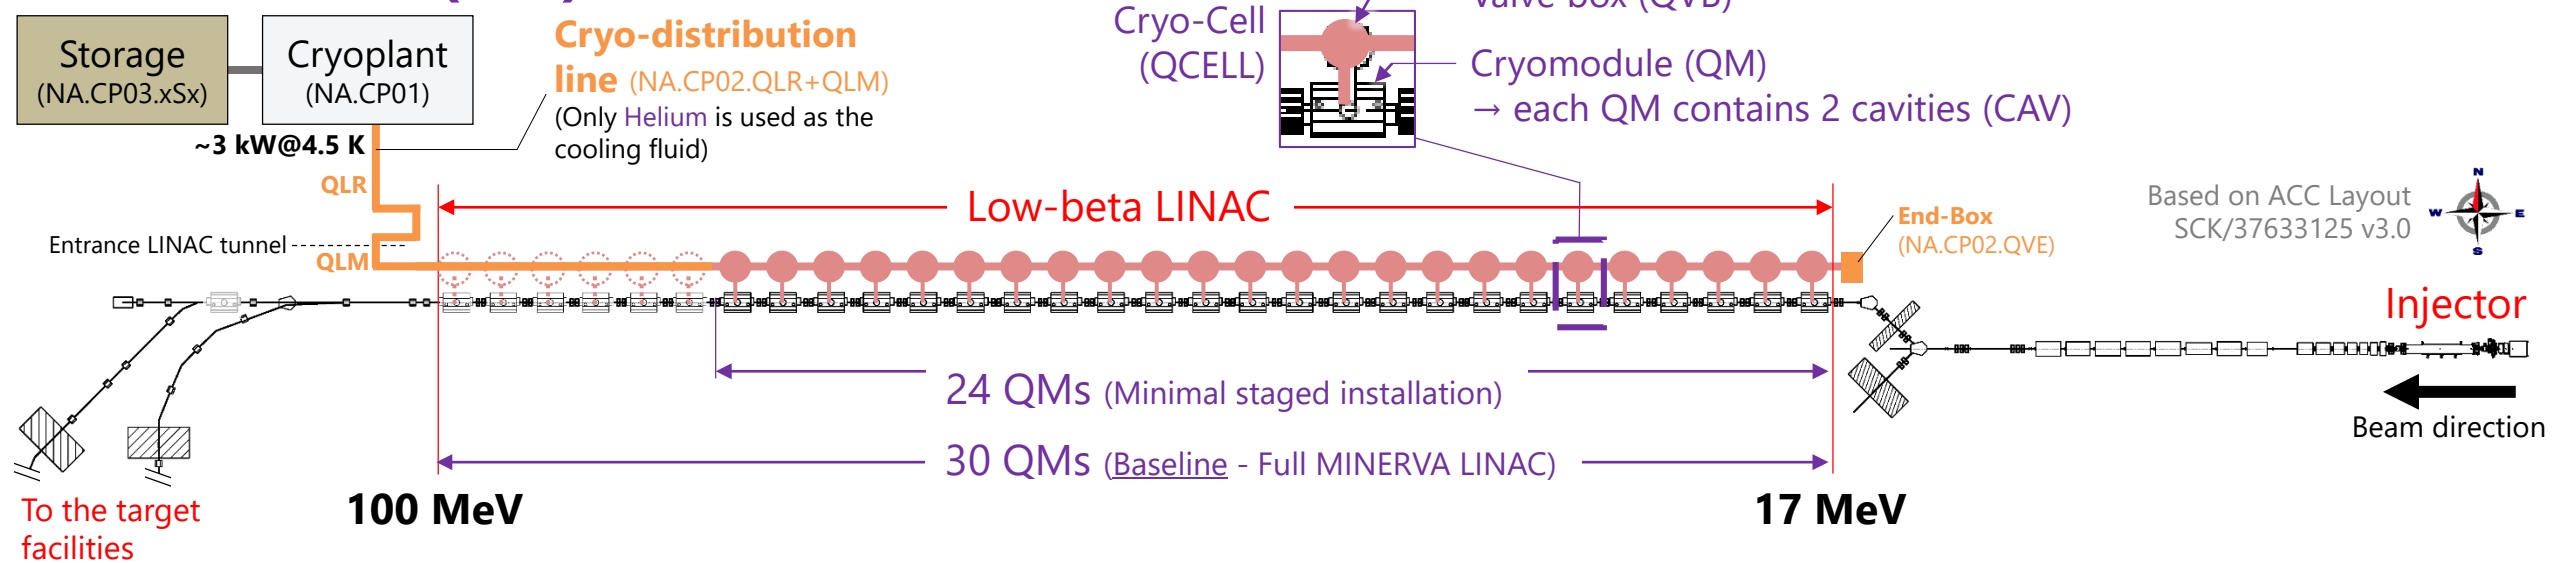 Storage
(NA.CP03.xSx)
Cryoplant
(NA.CP01)
~3 kW@4.5 K
Cryo-distribution
line (NA.CP02.QLR+QLM)
(Only Helium is used as the
cooling fluid)
Cryo-Cell
(QCELL)
valve box (QVB)
Cryomodule (QM)
→ each QM contains 2 cavities (CAV)
QLR
Entrance LINAC tunnel
QLM
Low-beta LINAC
End-Box
(NA.CP02.QVE)
Based on ACC Layout
SCK/37633125 v3.0
N
W
E
S
Injector
Beam direction
24 QMs (Minimal staged installation)
30 QMs (Baseline - Full MINERVA LINAC)
100 MeV
17 MeV
To the target
facilities